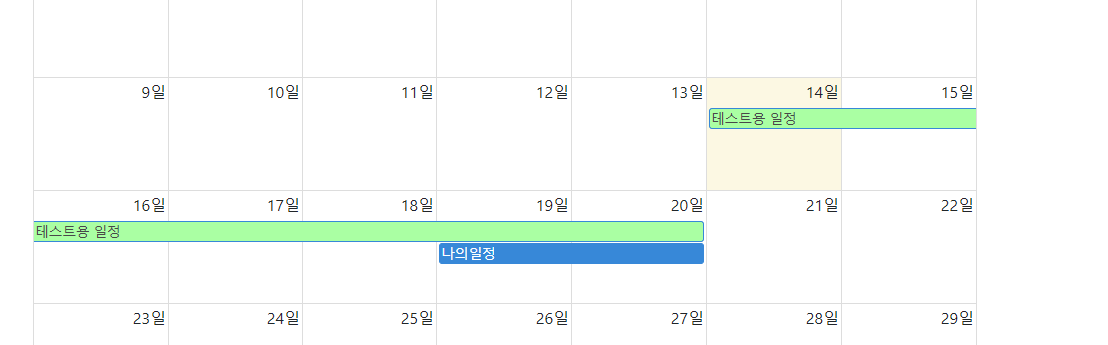 9일 10일 11일 12일 13일 14일 15일
테스트용 일정
16일 17일 18일 19일 20일 21일 22일
테스트용 일정
나의일정
23일 24일 25일 26일 27일 28일 29일